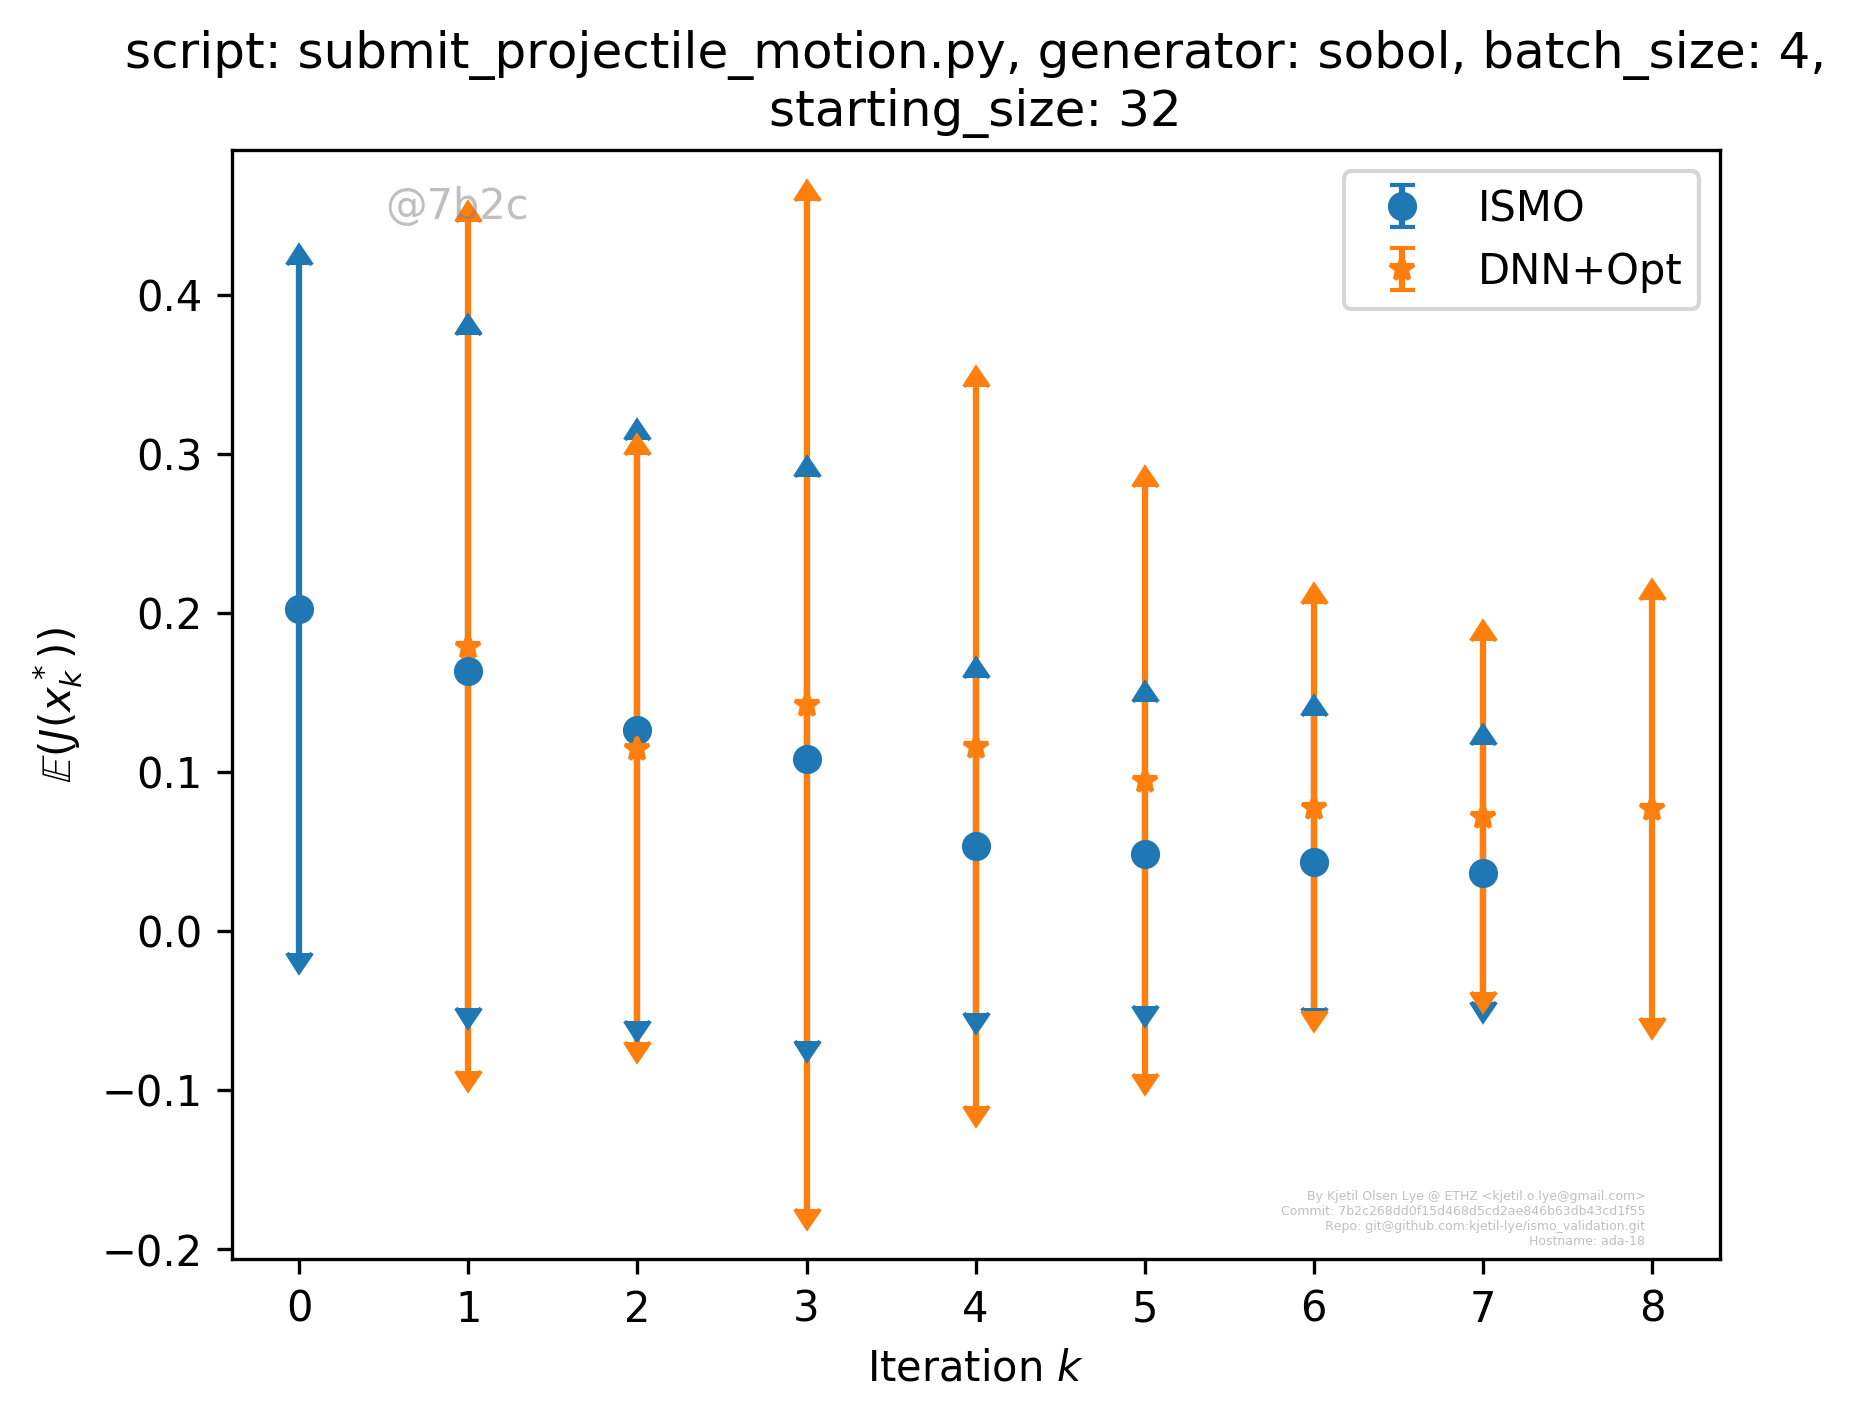 script: submit_projectile_motion.py, generator: sobol, batch_size: 4,
starting_size: 32
@7b2c
ISMO
DNN+Opt
0.4
0.3
0.2
0.1
0.0
−0.1
−0.2
𝔼(J(x*k))
0 1 2 3 4 5 6 7 8
Iteration k
By Kjetil Olsen Lye @ ETHZ <kjetil.o.lye@gmail.com>
Commit: 7b2c268dd0f15d468d5cd2ae846b63db43cd1f55
Repo: git@github.com:kjetil-lye/ismo_validation.git
Hostname: ada-18